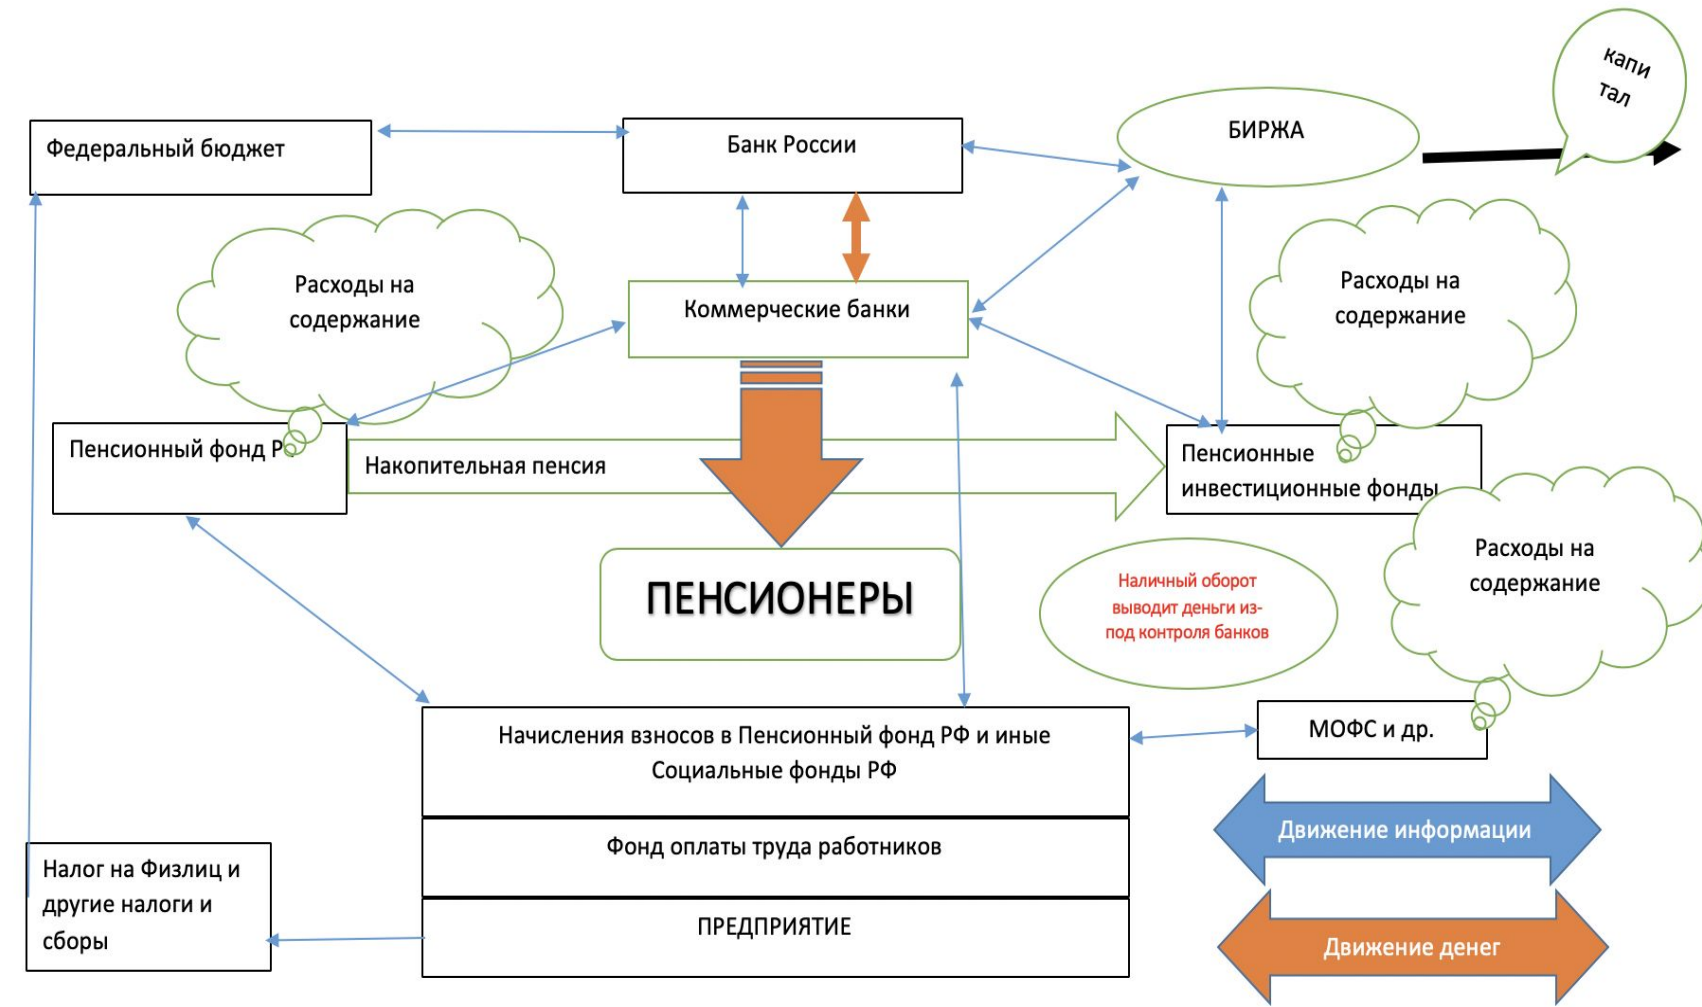 капи
тал
БИРЖА
Банк России
Федеральный бюджет
Расходы на
содержание
Коммерческие банки
Расходы на
содержание
Пенсионный фонд Р
Накопительная пенсия
Пенсионные
инвестиционные фонды
ПЕНСИОНЕРЫ
Наличный оборот
выводит деньги из-
под контроля банков
Расходы на
содержание
Начисления взносов в Пенсионный фонд РФ и иные
Социальные фонды РФ
МОФС и др.
Движение информации
Фонд оплаты труда работников
Налог на Физлиц и
другие налоги и
сборы
ПРЕДПРИЯТИЕ
Движение денег